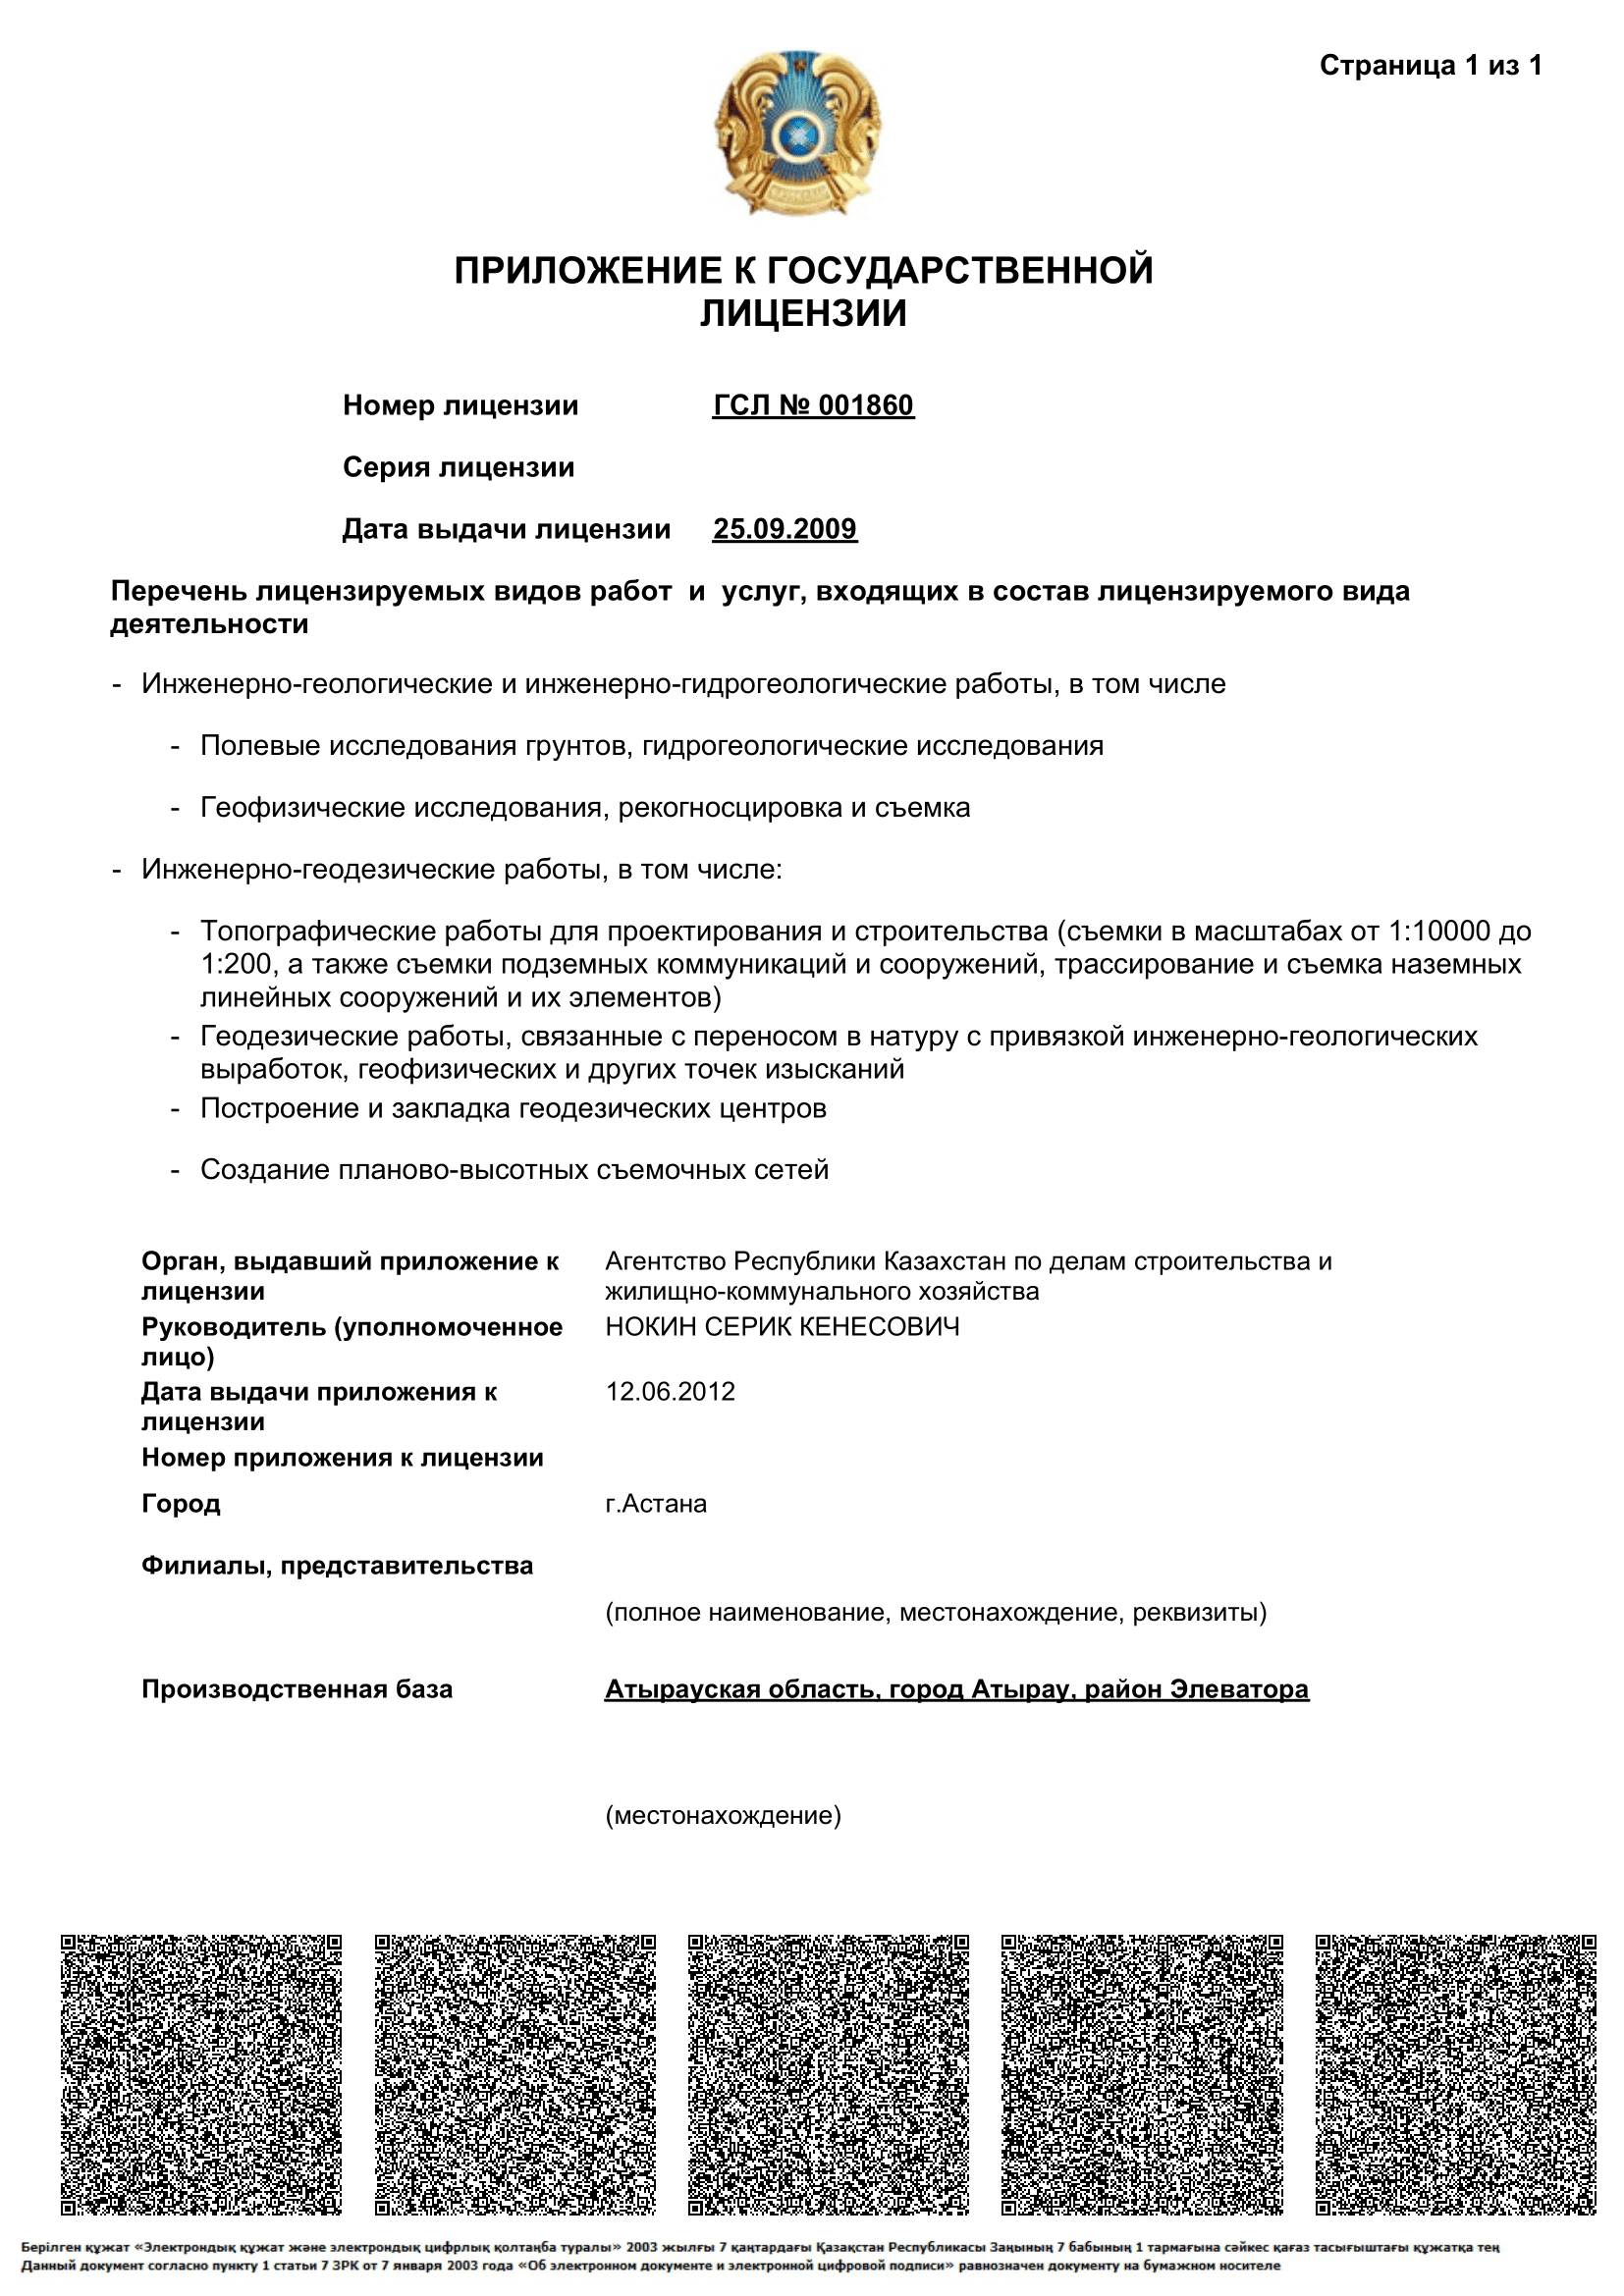 Страница 1 из 1
ПРИЛОЖЕНИЕ К ГОСУДАРСТВЕННОЙ
ЛИЦЕНЗИИ
Номер лицензии ГСЛ № 001860
Серия лицензии
Дата выдачи лицензии 25.09.2009
Перечень лицензируемых видов работ и услуг, входящих в состав лицензируемого вида
деятельности
- Инженерно-геологические и инженерно-гидрогеологические работы, в том числе
- Полевые исследования грунтов, гидрогеологические исследования
- Геофизические исследования, рекогносцировка и съемка
- Инженерно-геодезические работы, в том числе:
- Топографические работы для проектирования и строительства (съемки в масштабах от 1:10000 до
1:200, а также съемки подземных коммуникаций и сооружений, трассирование и съемка наземных
линейных сооружений и их элементов)
- Геодезические работы, связанные с переносом в натуру с привязкой инженерно-геологических
выработок, геофизических и других точек изысканий
- Построение и закладка геодезических центров
- Создание планово-высотных съемочных сетей
Орган, выдавший приложение к Агентство Республики Казахстан по делам строительства и
лицензии жилищно-коммунального хозяйства
Руководитель (уполномоченное НОКИН СЕРИК КЕНЕСОВИЧ
лицо)
Дата выдачи приложения к 12.06.2012
лицензии
Номер приложения к лицензии
Город г.Астана
Филиалы, представительства
(полное наименование, местонахождение, реквизиты)
Производственная база Атырауская область, город Атырау, район Элеватора
(местонахождение)
Берілген құжат «Электрондық құжат және электрондық цифрлық қолтаңба туралы» 2003 жылғы 7 қаңтардағы Қазақстан Республикасы Заңының 7 бабының 1 тармағына сәйкес қағаз тасығыштағы құжатқа тең
Данный документ согласно пункту 1 статьи 7 ЗРК от 7 января 2003 года «Об электронном документе и электронной цифровой подписи» равнозначен документу на бумажном носителе